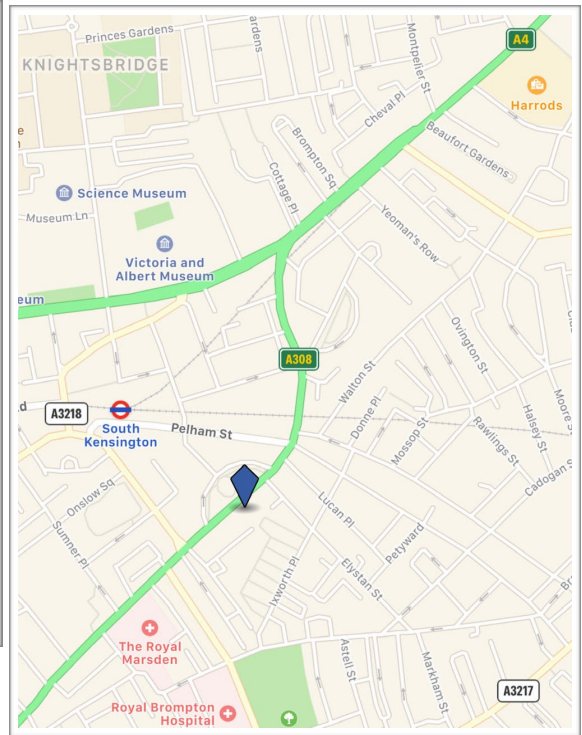 Princes Gardens
ardens
KNIGHTSBRIDGE
Montpelier St
A4
Harrods
Cheval Pl
Beaufort Gardens
Brompton Sq
Cottage Pl
Science Museum
Museum Ln
Yeoman's Row
Victoria and
Albert Museum
eum
Ovington St
A308
Walton St
Donne Pl
Mossop St
Rawlings St
Halsey St
Moore S
Cadogan S
d
A3218
South
Kensington
Pelham St
Onslow Sq
Sumner Pl
Lucan Pl
Petyward
Elystan St
Ixworth Pl
The Royal
Marsden
Astell St
Markham St
A3217
Royal Brompton
Hospital